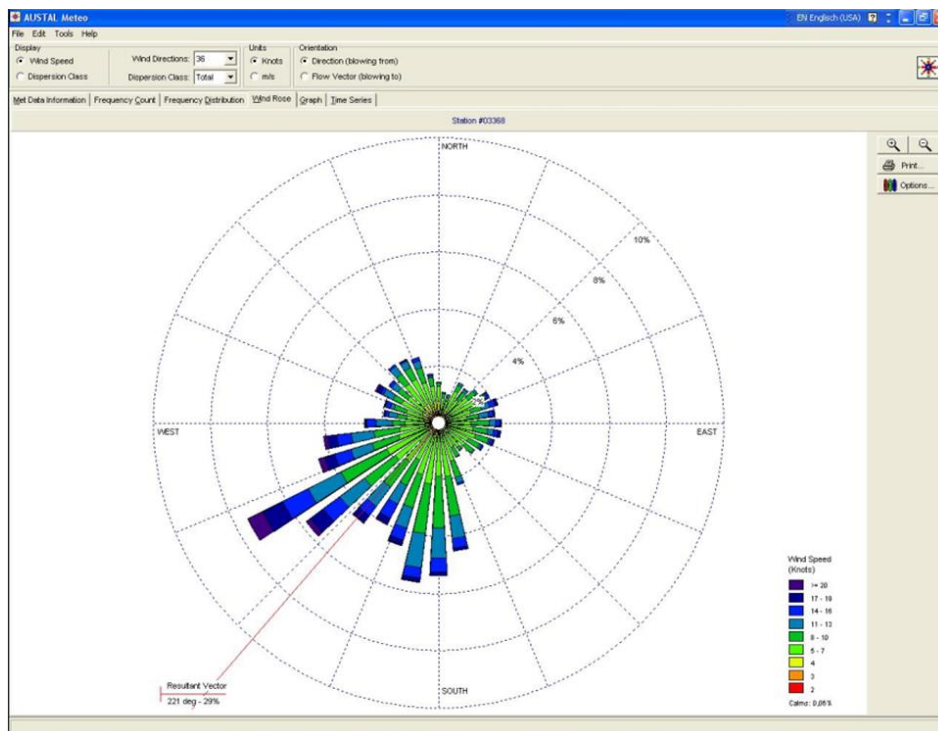 AUSTAL Meteo
EN Englisch (USA)
File Edit Tools Help
Display
Wind Speed
Dispersion Class
Wind Directions: 36
Dispersion Class: Total
Units
Knots
m/s
Orientation
Direction (blowing from)
Flow Vector (blowing to)
Met Data Information
Frequency Count
Frequency Distribution
Wind Rose
Graph
Time Series
Station #03368
Print...
Options...
NORTH
10%
8%
6%
4%
WEST
EAST
SOUTH
Resultant Vector
221 deg - 29%
Wind Speed
(Knots)
>= 20
17 - 19
14 - 16
11 - 13
8 - 10
5 - 7
4
3
2
Calms: 0,06%